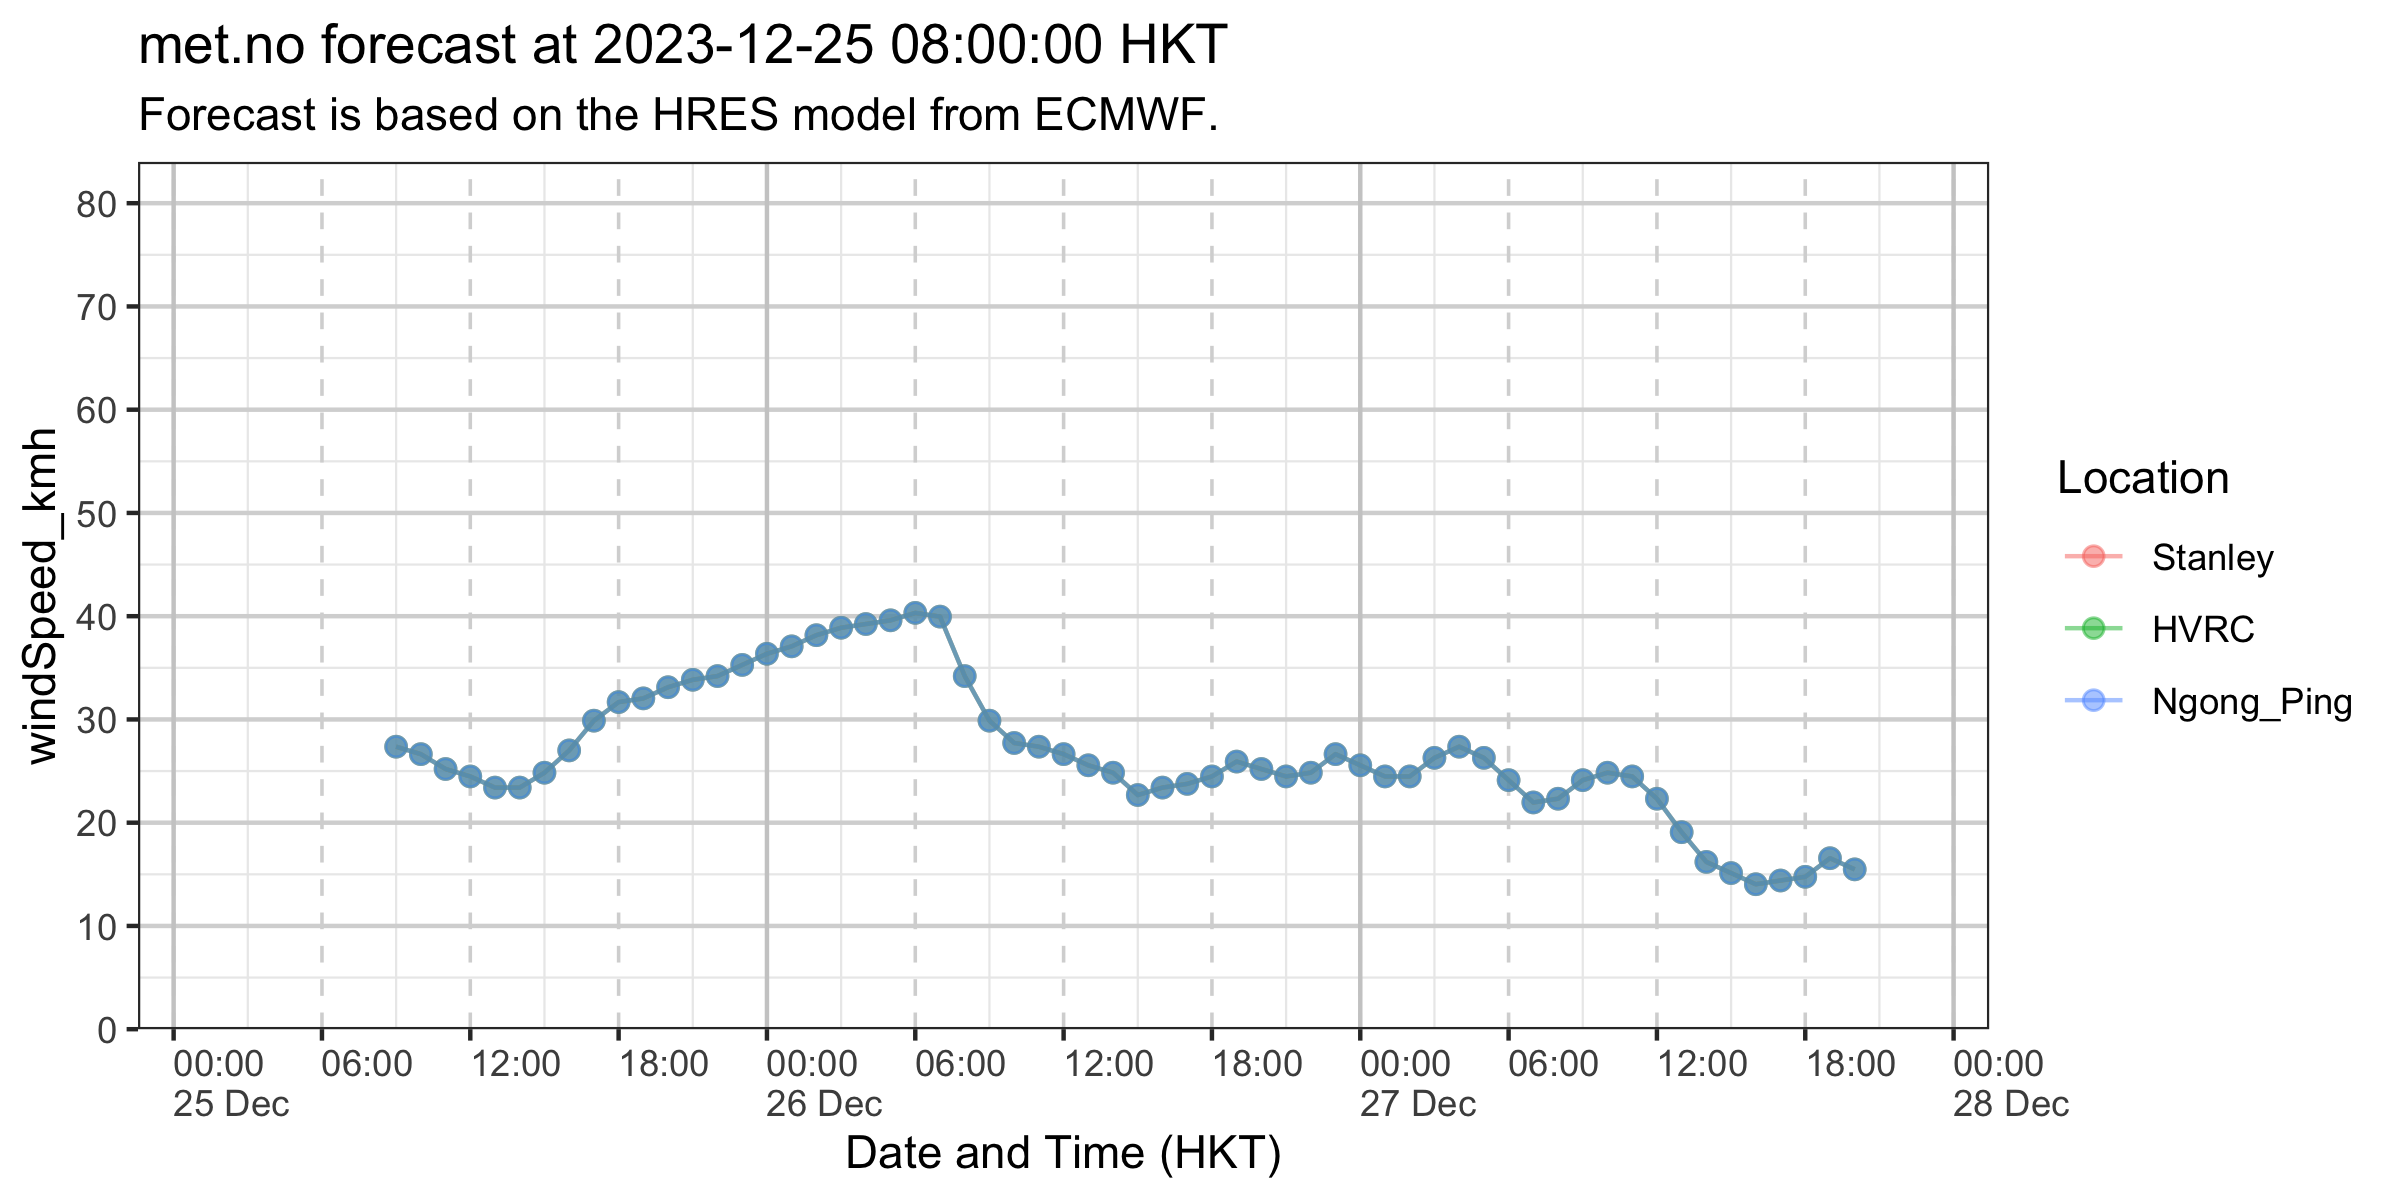 met.no forecast at 2023-12-25 08:00:00 HKT
Forecast is based on the HRES model from ECMWF.
windSpeed_kmh
80
70
60
50
40
30
20
10
0
00:00 06:00 12:00 18:00 00:00 06:00 12:00 18:00 00:00 06:00 12:00 18:00 00:00
25 Dec 26 Dec 27 Dec 28 Dec
Date and Time (HKT)
Location
Stanley
HVRC
Ngong_Ping